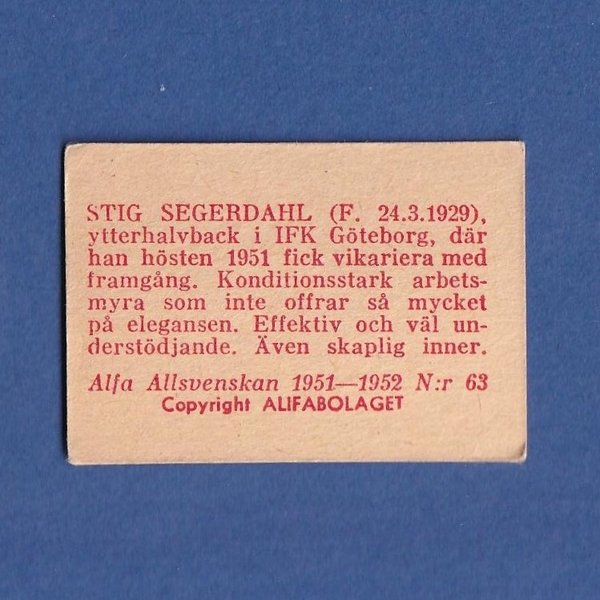 STIG SEGERDAHL (F. 24.3.1929),
ytterhalvback i IFK Göteborg, där
han hösten 1951 fick vikariera med
framgång. Konditionsstark arbets-
myra som inte offrar så mycket
på elegansen. Effektiv och väl un-
derstödjande. Även skaplig inner.
Alfa Allsvenskan 1951—1952 N:r 63
Copyright ALIFABOLAGET